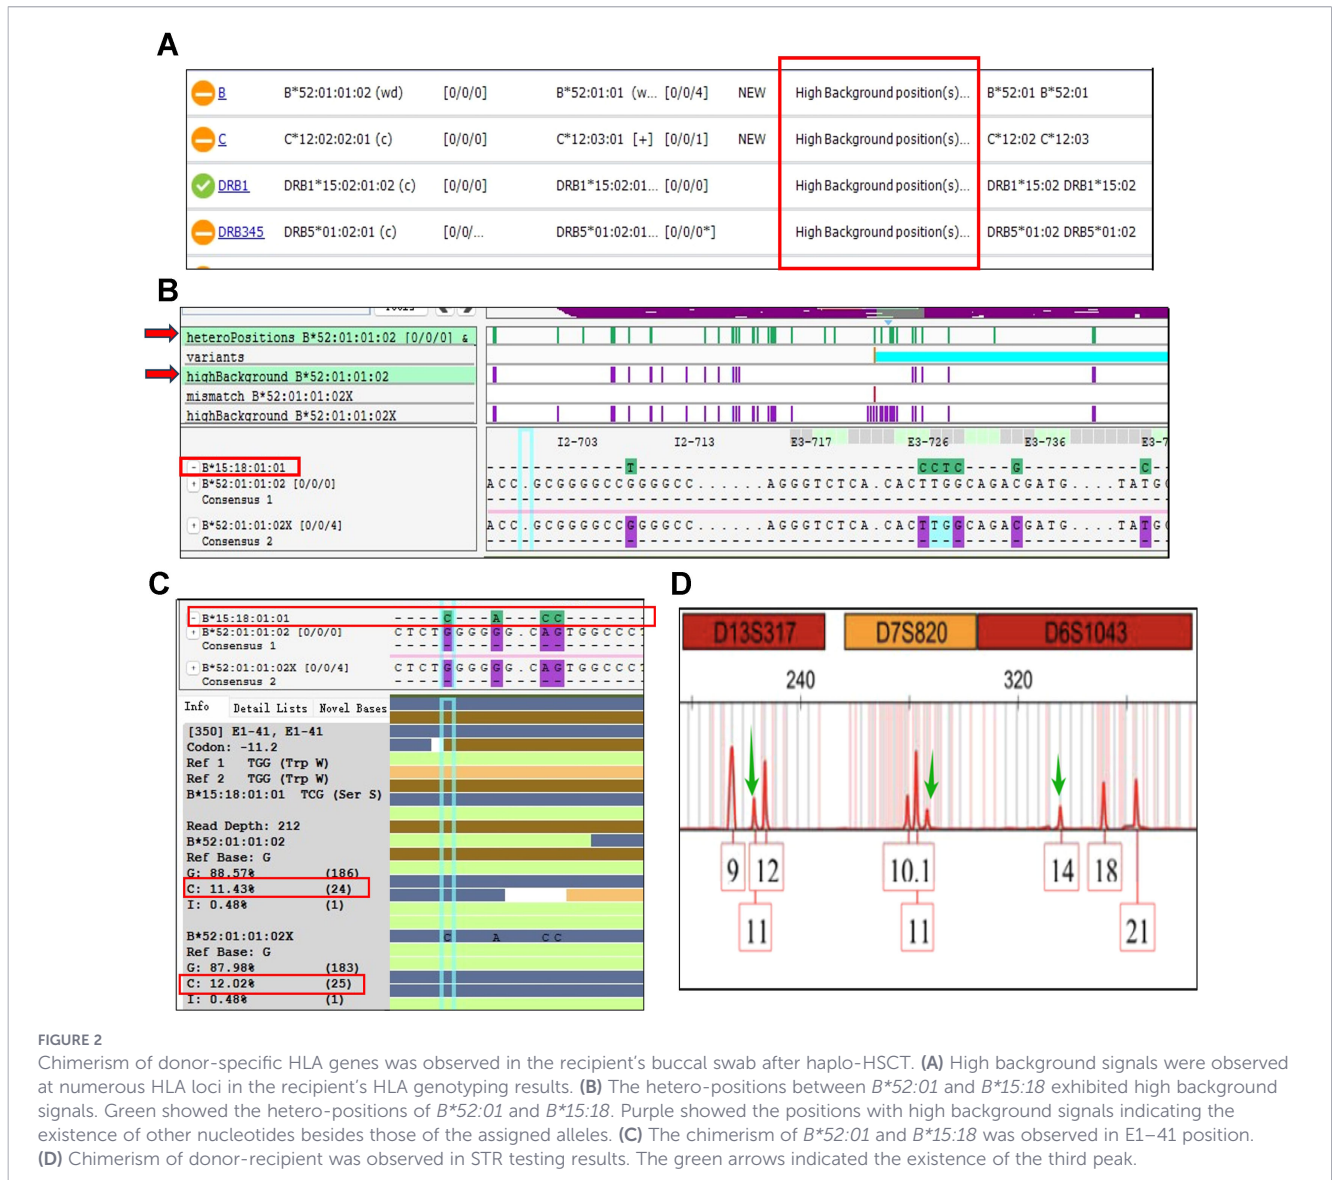 A
B B*52:01:01:02 (wd) [0/0/0] B*52:01:01 (w... [0/0/4] NEW High Background position(s)... B*52:01 B*52:01
C C*12:02:02:01 (c) [0/0/0] C*12:03:01 [+] [0/0/1] NEW High Background position(s)... C*12:02 C*12:03
DRB1 DRB1*15:02:01:02 (c) [0/0/0] DRB1*15:02:01... [0/0/0] High Background position(s)... DRB1*15:02 DRB1*15:02
DRB345 DRB5*01:02:01 (c) [0/0/... DRB5*01:02:01... [0/0/0*] High Background position(s)... DRB5*01:02 DRB5*01:02
B
heteroPositions B*52:01:01:02 [0/0/0] &
variants
highBackground B*52:01:01:02
mismatch B*52:01:01:02X
highBackground B*52:01:01:02X
I2-703 I2-713 E3-717 E3-726 E3-736 E3-7
B*15:18:01:01 T CCTC G C
B*52:01:01:02 [0/0/0] ACC.GCGGGGCCGGGGCC......AGGGTCTCA.CACTTGGCAGACGATG....TATGC
Consensus 1
B*52:01:01:02X [0/0/4] ACC.GCGGGGCCGGGGCC......AGGGTCTCA.CACTTGGCAGACGATG....TATGC
Consensus 2
C
B*15:18:01:01 ----C---A---CC------
B*52:01:01:02 [0/0/0] CTCTGGGGGG.CAGTGGCCCT
Consensus 1
B*52:01:01:02X [0/0/4] CTCTGGGGGG.CAGTGGCCCT
Consensus 2
Info Detail Lists Novel Bases
[350] E1-41, E1-41
Codon: -11.2
Ref 1 TGG (Trp W)
Ref 2 TGG (Trp W)
B*15:18:01:01 TCG (Ser S)
Read Depth: 212
B*52:01:01:02
Ref Base: G
G: 88.57% (186)
C: 11.43% (24)
I: 0.48% (1)
B*52:01:01:02X C A CC
Ref Base: G
G: 87.98% (183)
C: 12.02% (25)
I: 0.48% (1)
D
D13S317 D7S820 D6S1043
240 320
9 12 10.1 14 18
11 11 21
FIGURE 2
Chimerism of donor-specific HLA genes was observed in the recipient's buccal swab after haplo-HSCT. (A) High background signals were observed
at numerous HLA loci in the recipient's HLA genotyping results. (B) The hetero-positions between B*52:01 and B*15:18 exhibited high background
signals. Green showed the hetero-positions of B*52:01 and B*15:18. Purple showed the positions with high background signals indicating the
existence of other nucleotides besides those of the assigned alleles. (C) The chimerism of B*52:01 and B*15:18 was observed in E1–41 position.
(D) Chimerism of donor-recipient was observed in STR testing results. The green arrows indicated the existence of the third peak.